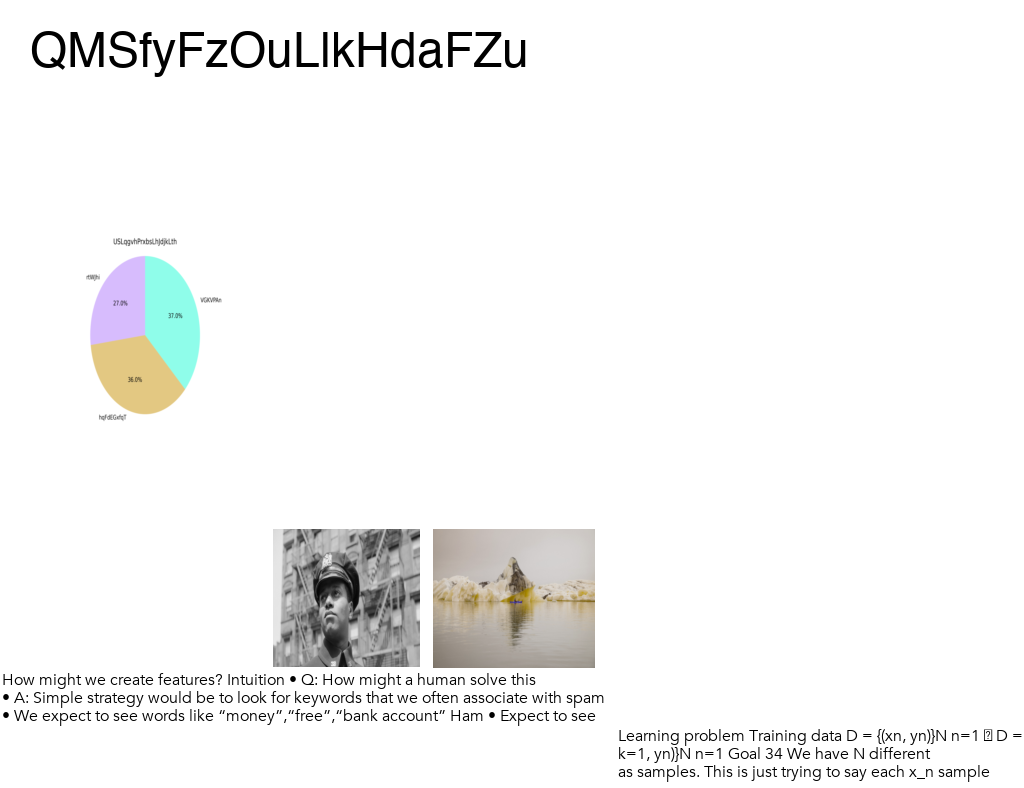 QMSfyFzOuLlkHdaFZu
USLqgvhPrxbsLhJdjkLth
27.0%
VGKVPAn
37.0%
36.0%
hqFdEGxfqT
How might we create features? Intuition • Q: How might a human solve this
• A: Simple strategy would be to look for keywords that we often associate with spam
• We expect to see words like “money”,“free”,“bank account” Ham • Expect to see
Learning problem Training data D = {(xn, yn)}N n=1 D =
k=1, yn)}N n=1 Goal 34 We have N different
as samples. This is just trying to say each x_n sample